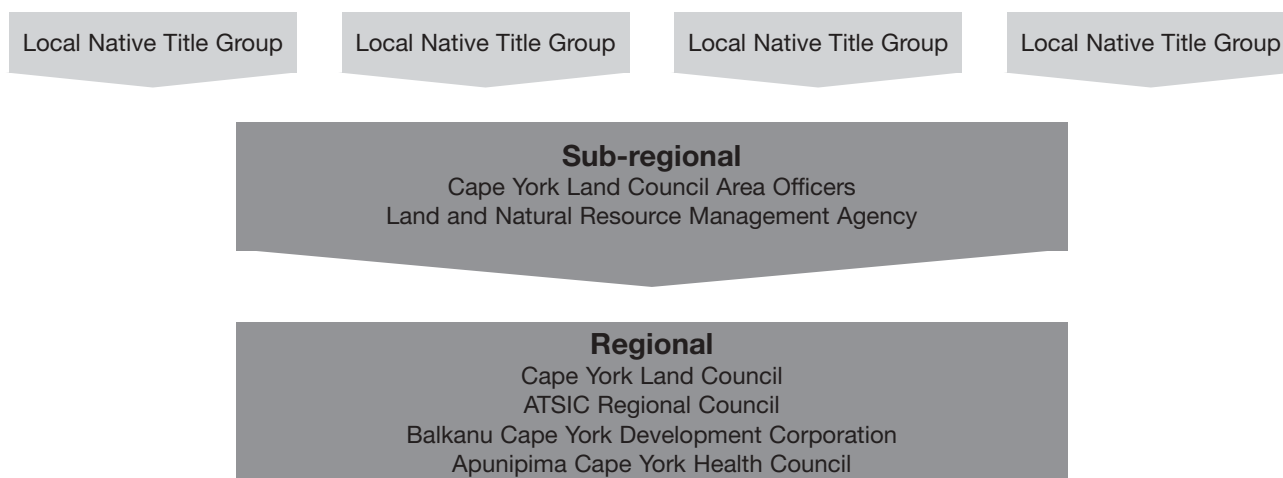 Local Native Title Group
Local Native Title Group
Local Native Title Group
Local Native Title Group
Sub-regional
Cape York Land Council Area Officers
Land and Natural Resource Management Agency
Regional
Cape York Land Council
ATSIC Regional Council
Balkanu Cape York Development Corporation
Apunipima Cape York Health Council